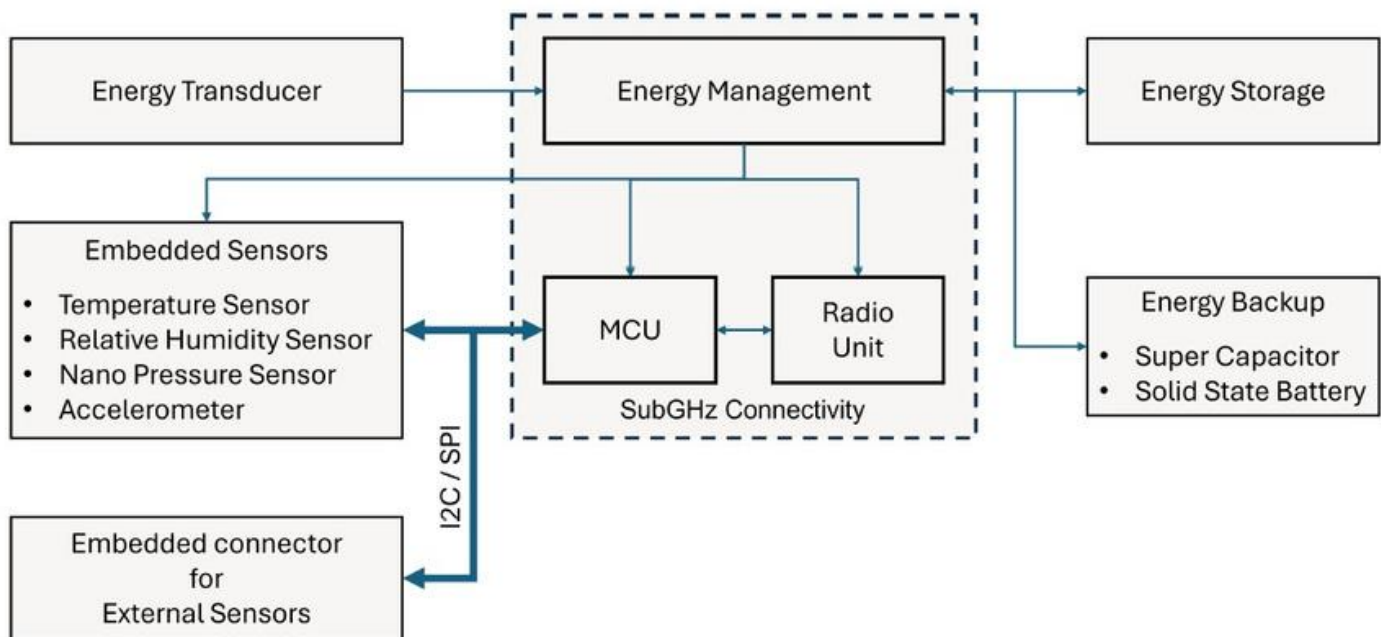 Energy Transducer
Energy Management
Energy Storage
Embedded Sensors
• Temperature Sensor
• Relative Humidity Sensor
• Nano Pressure Sensor
• Accelerometer
MCU
Radio
Unit
SubGHz Connectivity
Energy Backup
• Super Capacitor
• Solid State Battery
I2C / SPI
Embedded connector
for
External Sensors